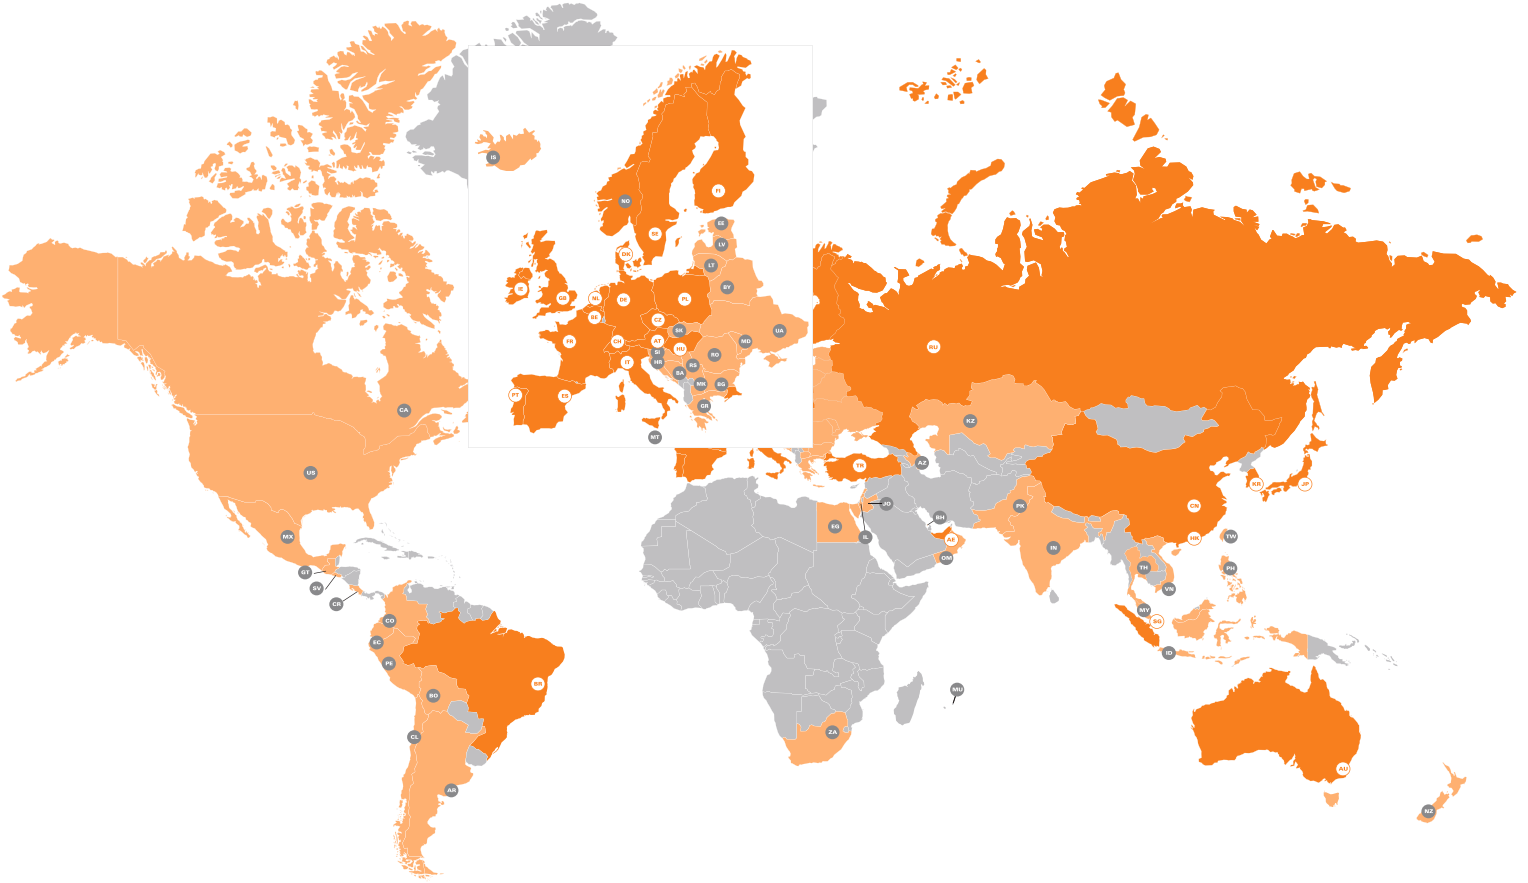 IS
NO
FI
SE
EE
LV
LT
BY
DK
IE
GB
NL
DE
PL
BE
CZ
SK
UA
FR
CH
AT
HU
MD
SI
HR
RO
IT
RS
BA
MK
BG
PT
ES
GR
MT
CA
US
MX
GT
SV
CR
CO
EC
PE
BO
BR
CL
AR
RU
KZ
AZ
TR
JO
EG
IL
BH
AE
OM
PK
IN
CN
HK
KR
JP
TW
TH
PH
VN
MY
SG
ID
MU
ZA
AU
NZ